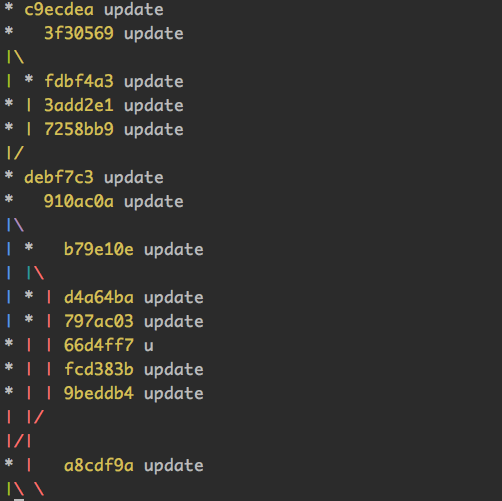 * c9ecdea update
*   3f30569 update
|\
| * fdbf4a3 update
* | 3add2e1 update
* | 7258bb9 update
|/
* debf7c3 update
*   910ac0a update
|\
| *   b79e10e update
| |\
| * | d4a64ba update
| * | 797ac03 update
* | | 66d4ff7 u
* | | fcd383b update
* | | 9beddb4 update
| |/
|/|
* |   a8cdf9a update
|\ \